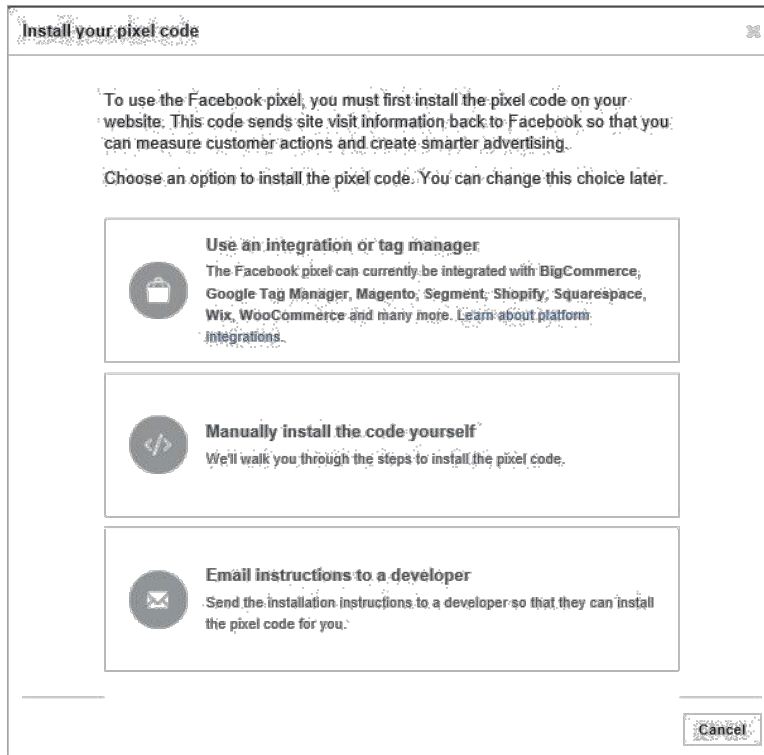 Install your pixel code
To use the Facebook pixel, you must first install the pixel code on your
website. This code sends site visit information back to Facebook so that you
can measure customer actions and create smarter advertising.
Choose an option to install the pixel code. You can change this choice later.
Use an integration or tag manager
The Facebook pixel can currently be integrated with BigCommerce,
Google Tag Manager, Magento, Segment, Shopify, Squarespace,
Wix, WooCommerce and many more. Learn about platform
integrations.
Manually install the code yourself
We'll walk you through the steps to install the pixel code.
Email instructions to a developer
Send the installation instructions to a developer so that they can install
the pixel code for you.
Cancel